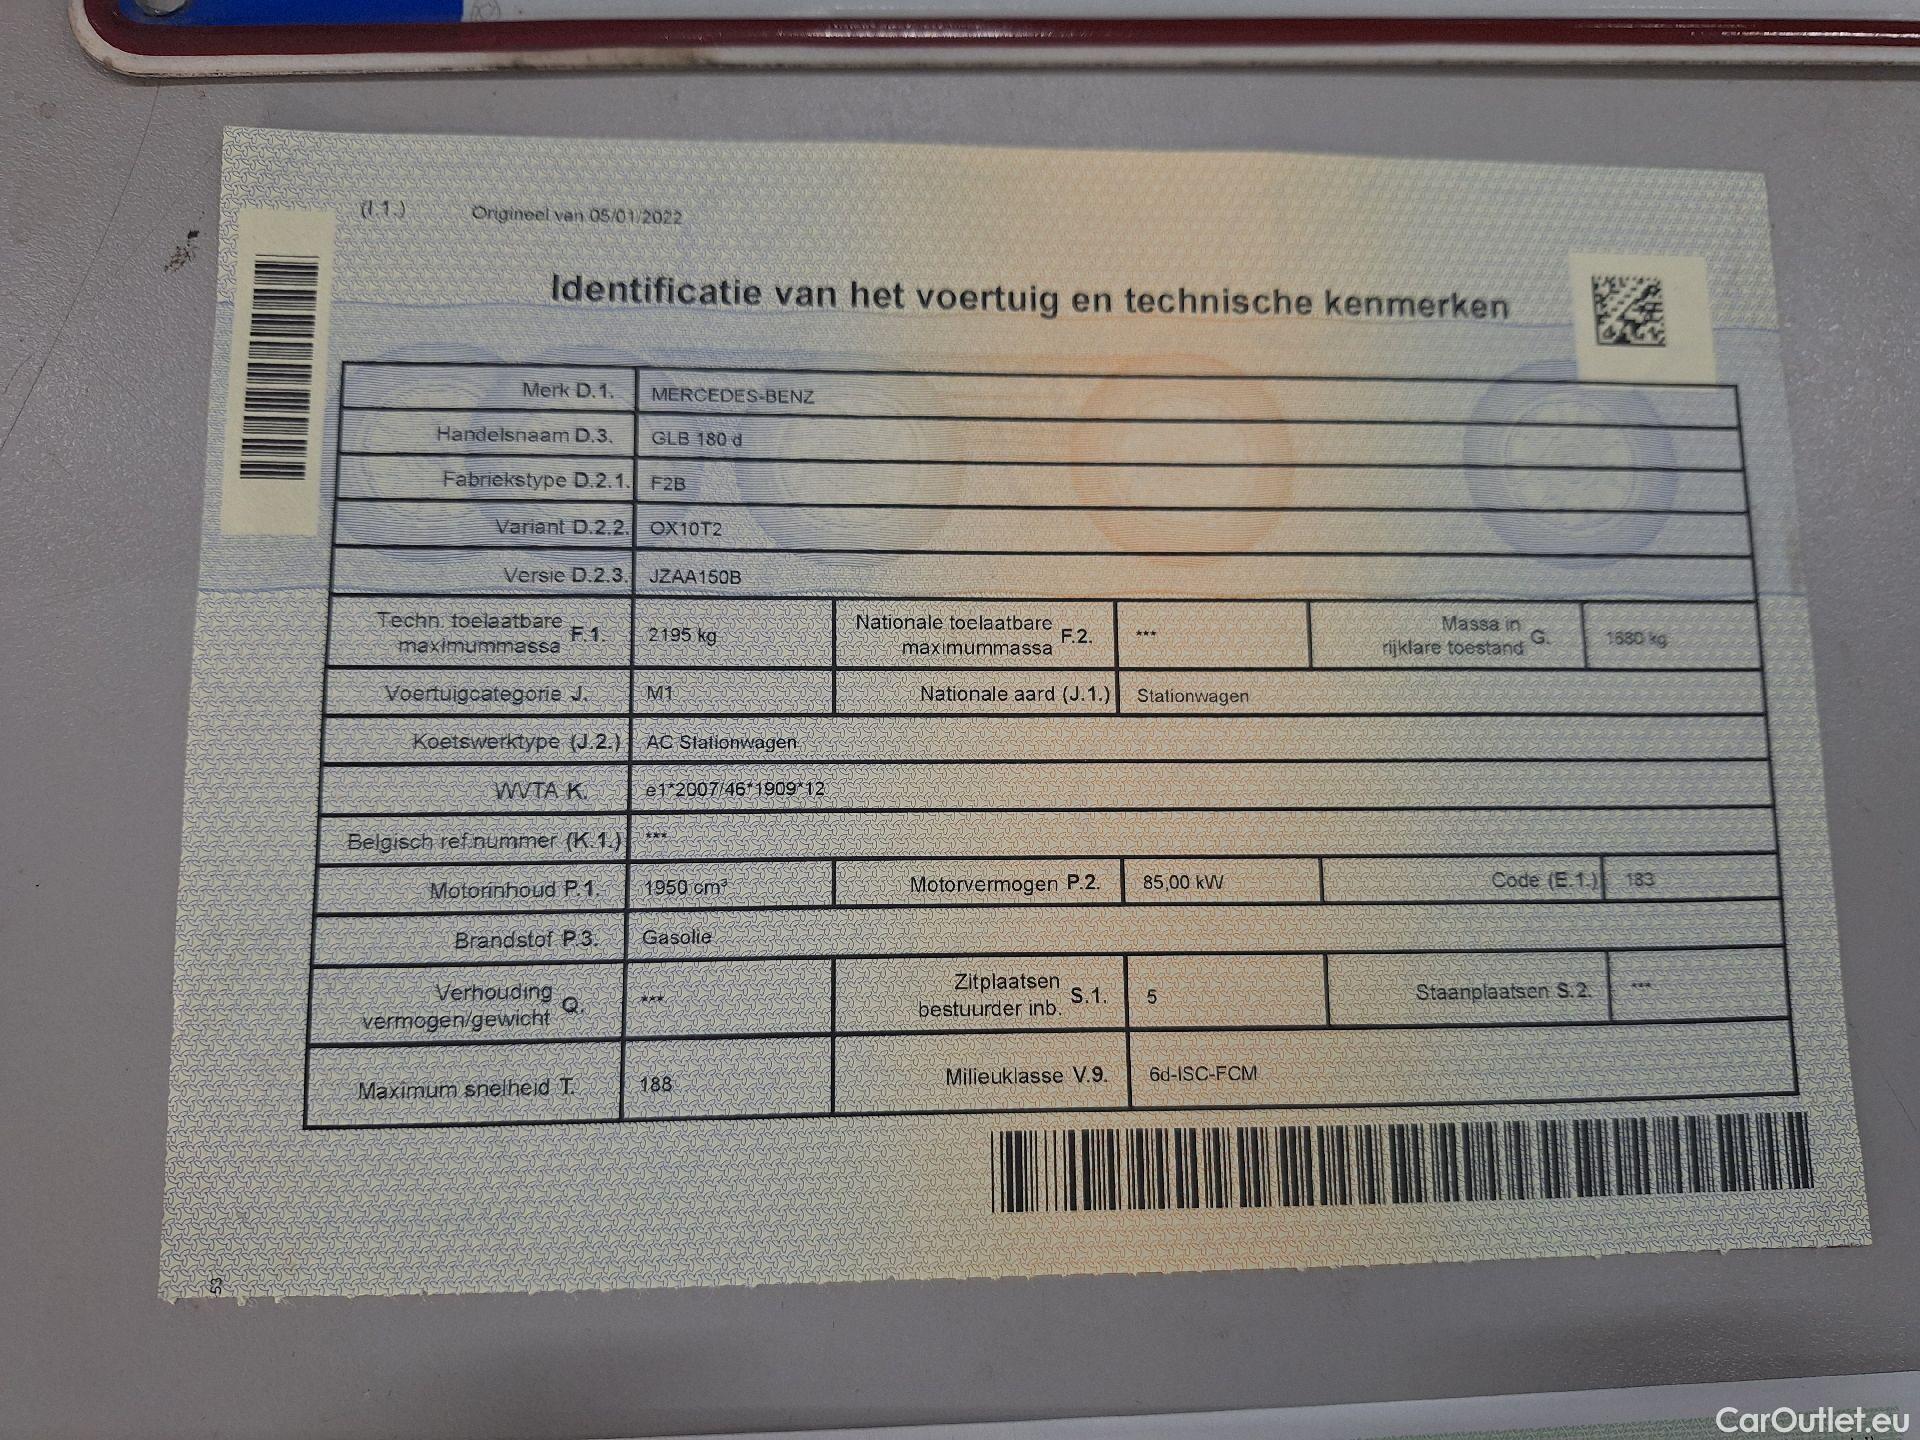 (I.1.) Origineel van 05/01/2022
Identificatie van het voertuig en technische kenmerken
Merk D.1. MERCEDES-BENZ
Handelsnaam D.3. GLB 180 d
Fabriekstype D.2.1. F2B
Variant D.2.2. OX10T2
Versie D.2.3. JZAA150B
Techn. toelaatbare maximummassa F.1. 2195 kg Nationale toelaatbare maximummassa F.2. *** Massa in rijklare toestand G. 1680 kg
Voertuigcategorie J. M1 Nationale aard (J.1.) Stationwagen
Koetswerktype (J.2.) AC Stationwagen
WVTA K. e1*2007/46*1909*12
Belgisch ref.nummer (K.1.) ***
Motorinhoud P.1. 1950 cm³ Motorvermogen P.2. 85,00 kW Code (E.1.) 183
Brandstof P.3. Gasolie
Verhouding vermogen/gewicht Q. *** Zitplaatsen bestuurder inb. S.1. 5 Staanplaatsen S.2. ***
Maximum snelheid T. 188 Milieuklasse V.9. 6d-ISC-FCM
53
CarOutlet.eu